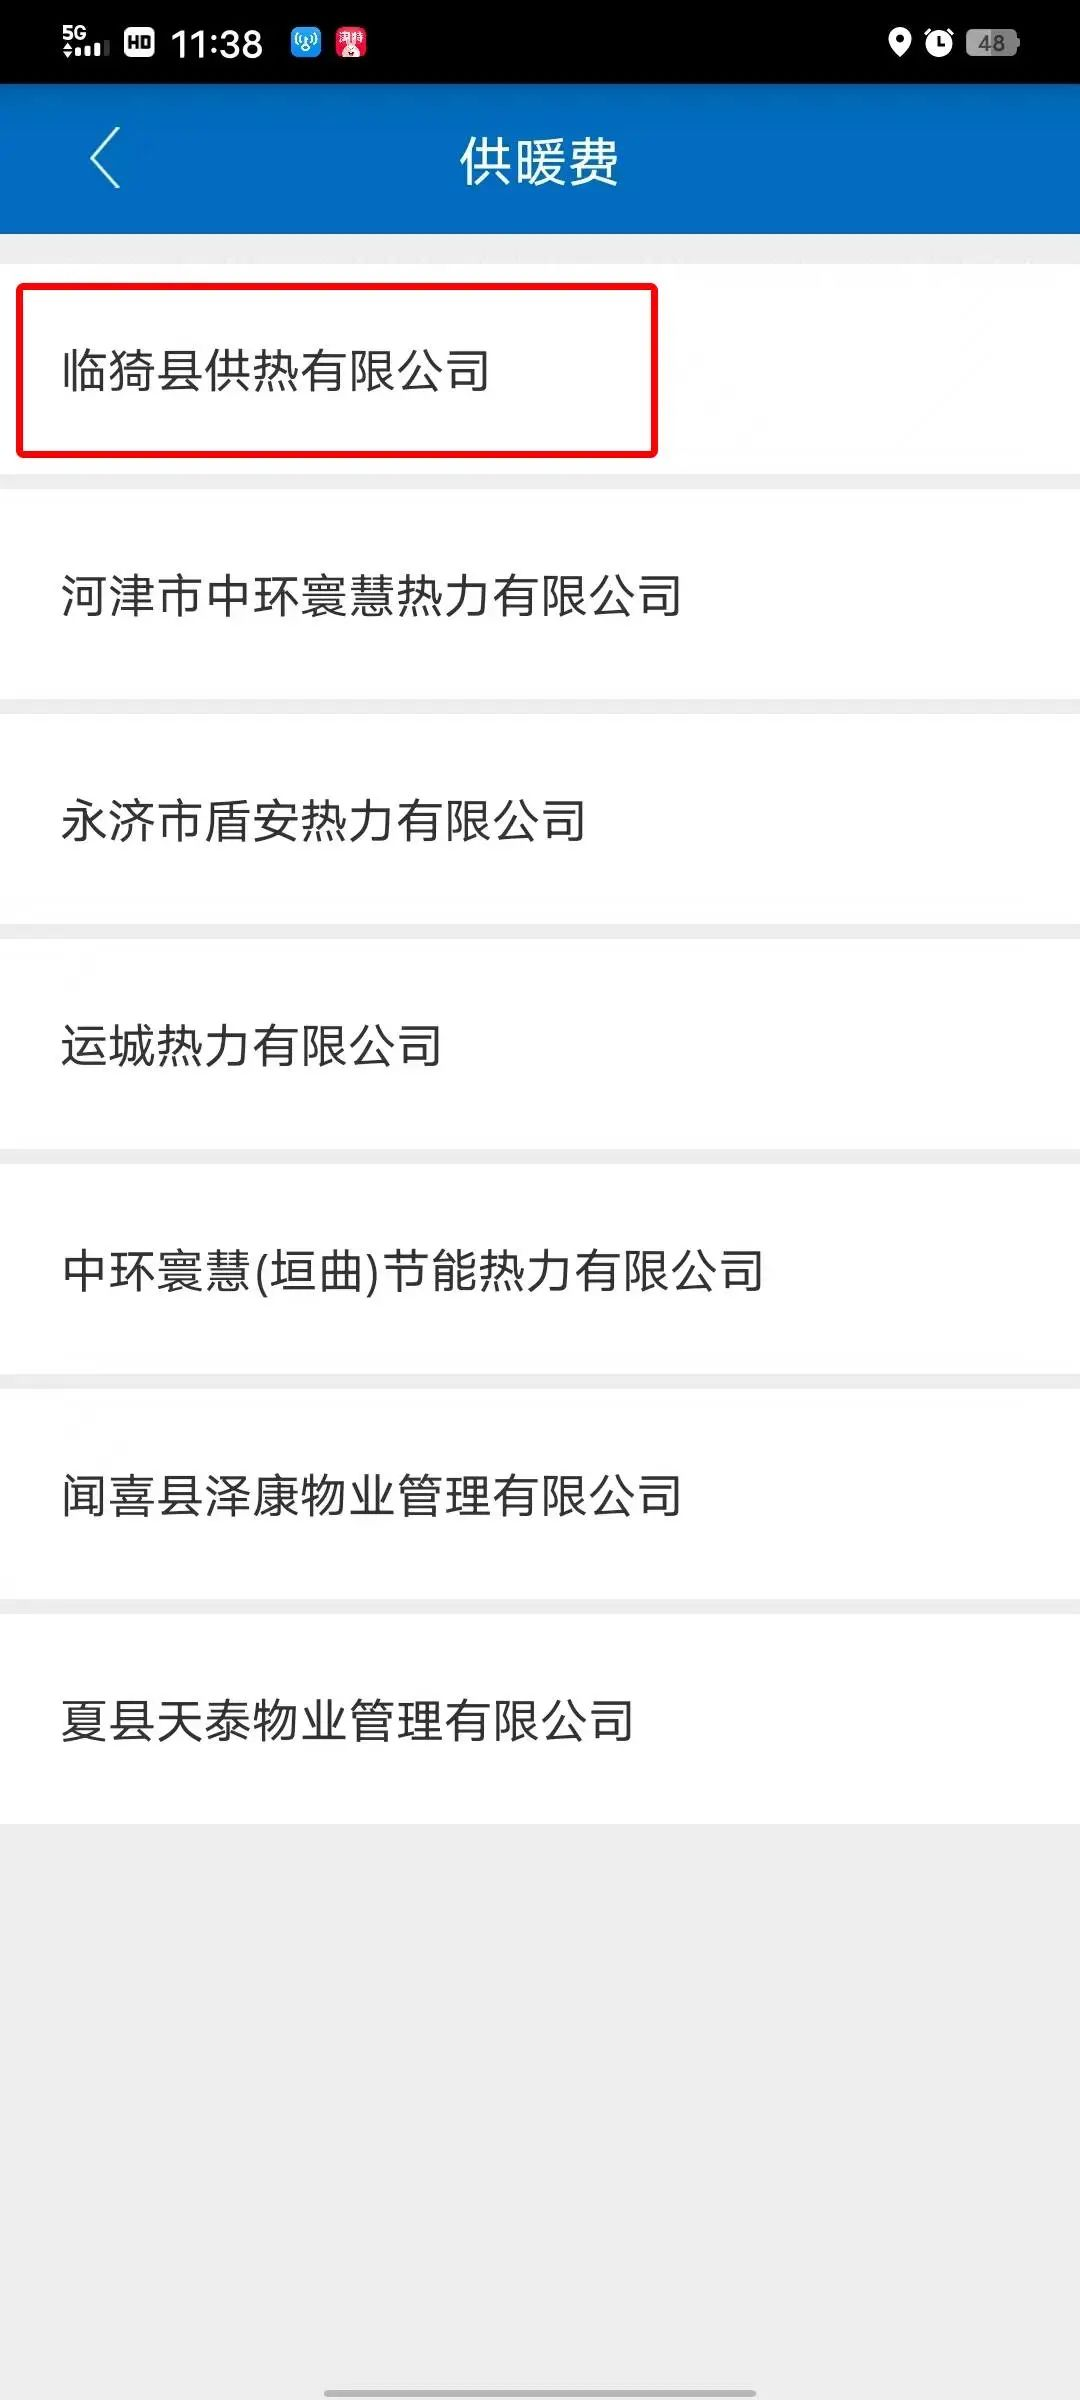 5G HD 11:38 淘特 48
供暖费
临猗县供热有限公司
河津市中环寰慧热力有限公司
永济市盾安热力有限公司
运城热力有限公司
中环寰慧(垣曲)节能热力有限公司
闻喜县泽康物业管理有限公司
夏县天泰物业管理有限公司